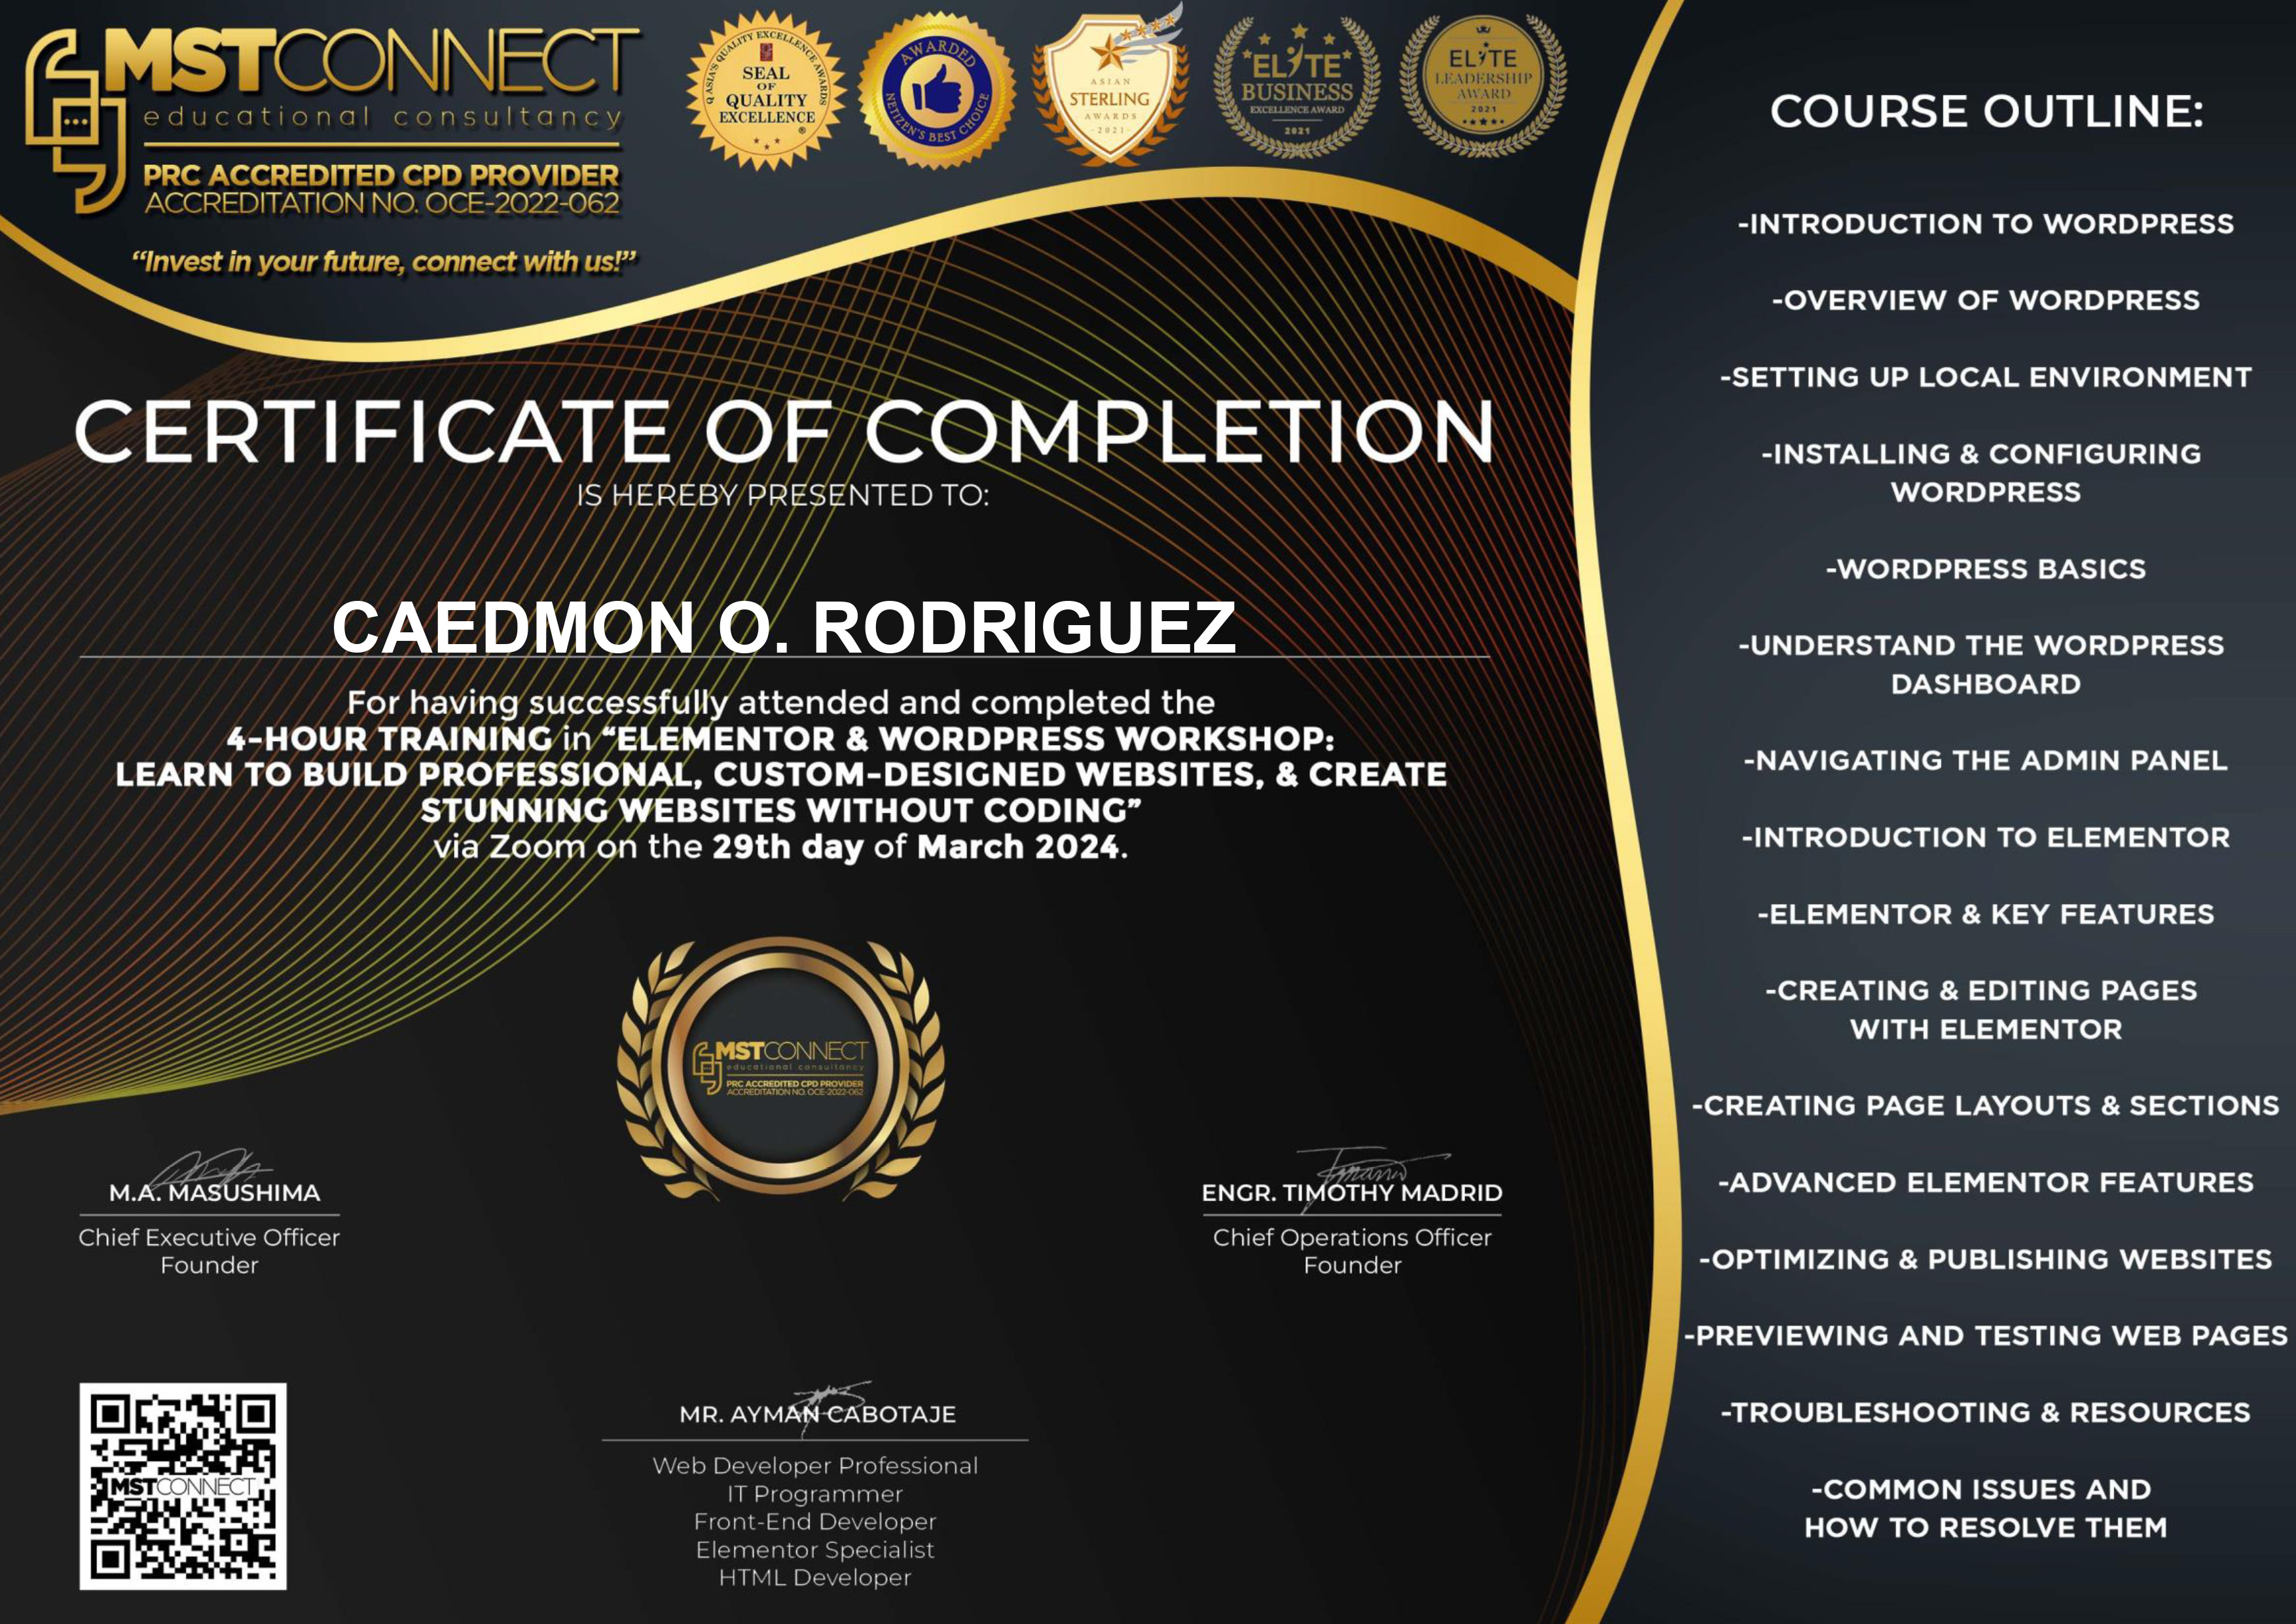 MSTCONNECT
educational consultancy
PRC ACCREDITED CPD PROVIDER
ACCREDITATION NO. OCE-2022-062
“Invest in your future, connect with us!”
Q ASIA'S QUALITY EXCELLENCE AWARDS
SEAL
OF
QUALITY
EXCELLENCE
®
AWARDED
NETIZEN'S BEST CHOICE
ASIAN
STERLING
AWARDS
-2021-
ELITE
BUSINESS
EXCELLENCE AWARD
2021
ELITE
LEADERSHIP
AWARD
2021
CERTIFICATE OF COMPLETION
IS HEREBY PRESENTED TO:
CAEDMON O. RODRIGUEZ
For having successfully attended and completed the
4-HOUR TRAINING in “ELEMENTOR & WORDPRESS WORKSHOP:
LEARN TO BUILD PROFESSIONAL, CUSTOM-DESIGNED WEBSITES, & CREATE
STUNNING WEBSITES WITHOUT CODING”
via Zoom on the 29th day of March 2024.
MSTCONNECT
educational consultancy
PRC ACCREDITED CPD PROVIDER
ACCREDITATION NO. OCE-2022-062
M.A. MASUSHIMA
Chief Executive Officer
Founder
ENGR. TIMOTHY MADRID
Chief Operations Officer
Founder
MR. AYMAN CABOTAJE
Web Developer Professional
IT Programmer
Front-End Developer
Elementor Specialist
HTML Developer
MSTCONNECT
COURSE OUTLINE:
-INTRODUCTION TO WORDPRESS
-OVERVIEW OF WORDPRESS
-SETTING UP LOCAL ENVIRONMENT
-INSTALLING & CONFIGURING
WORDPRESS
-WORDPRESS BASICS
-UNDERSTAND THE WORDPRESS
DASHBOARD
-NAVIGATING THE ADMIN PANEL
-INTRODUCTION TO ELEMENTOR
-ELEMENTOR & KEY FEATURES
-CREATING & EDITING PAGES
WITH ELEMENTOR
-CREATING PAGE LAYOUTS & SECTIONS
-ADVANCED ELEMENTOR FEATURES
-OPTIMIZING & PUBLISHING WEBSITES
-PREVIEWING AND TESTING WEB PAGES
-TROUBLESHOOTING & RESOURCES
-COMMON ISSUES AND
HOW TO RESOLVE THEM